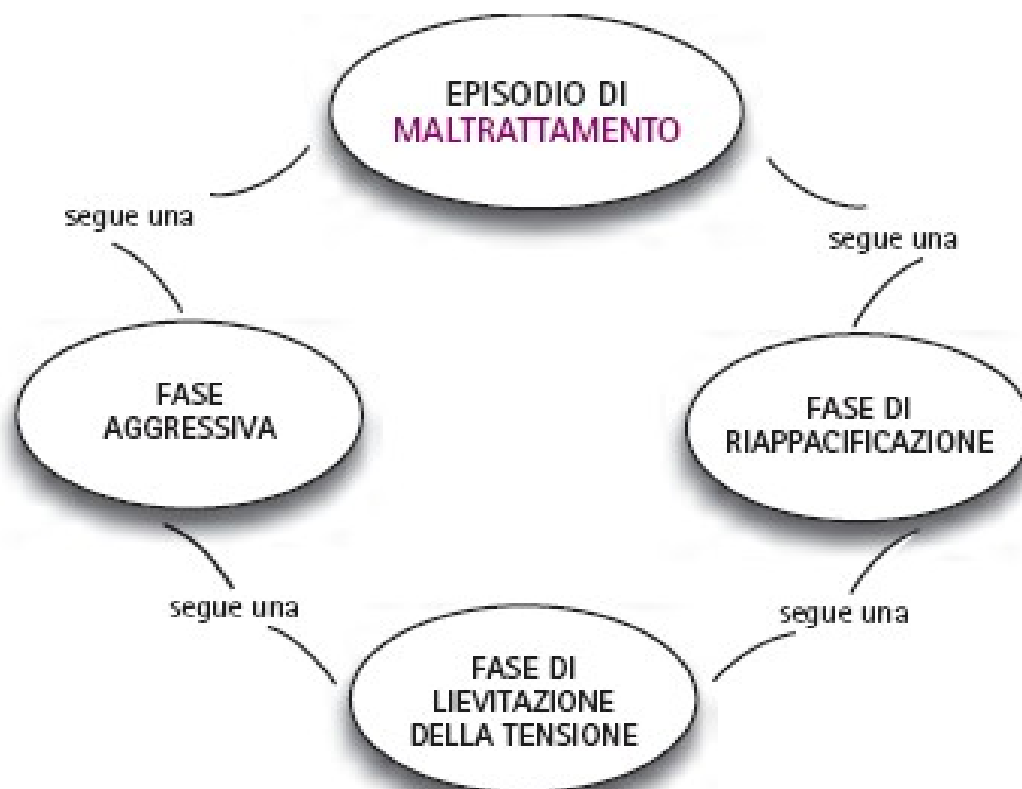 EPISODIO DI
MALTRATTAMENTO
segue una
segue una
FASE
AGGRESSIVA
FASE DI
RIAPPACIFICAZIONE
segue una
segue una
FASE DI
LIEVITAZIONE
DELLA TENSIONE